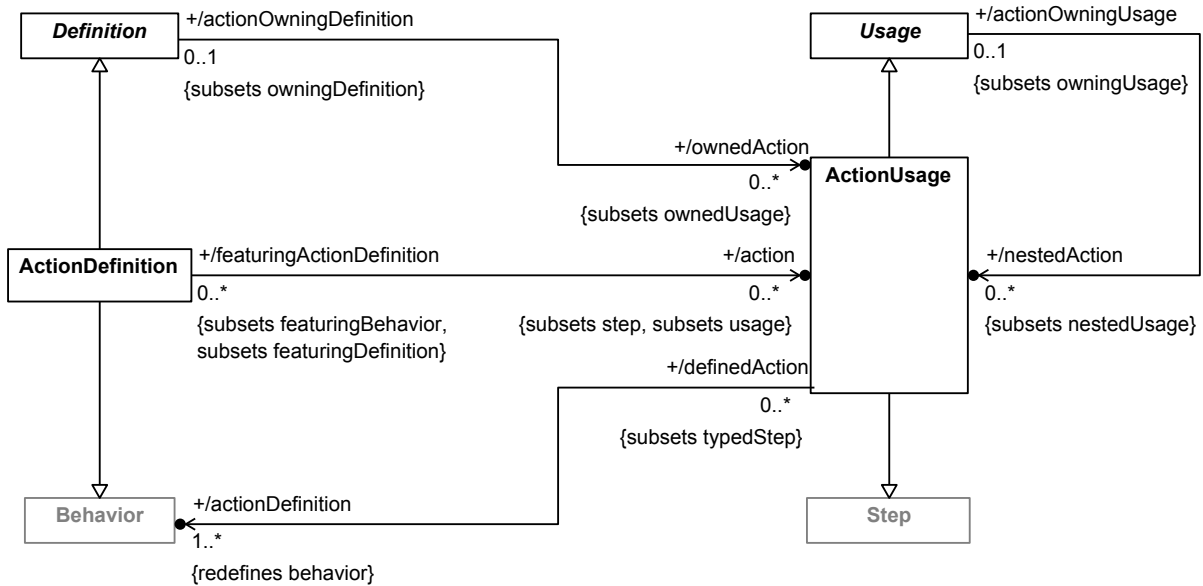 +/actionOwningDefinition
Definition
0..1
{subsets owningDefinition}
+/actionOwningUsage
Usage
0..1
{subsets owningUsage}
+/ownedAction
0..*
{subsets ownedUsage}
ActionUsage
ActionDefinition
+/featuringActionDefinition
0..*
{subsets featuringBehavior,
subsets featuringDefinition}
+/action
0..*
{subsets step, subsets usage}
+/nestedAction
0..*
{subsets nestedUsage}
+/definedAction
0..*
{subsets typedStep}
Behavior
+/actionDefinition
1..*
{redefines behavior}
Step